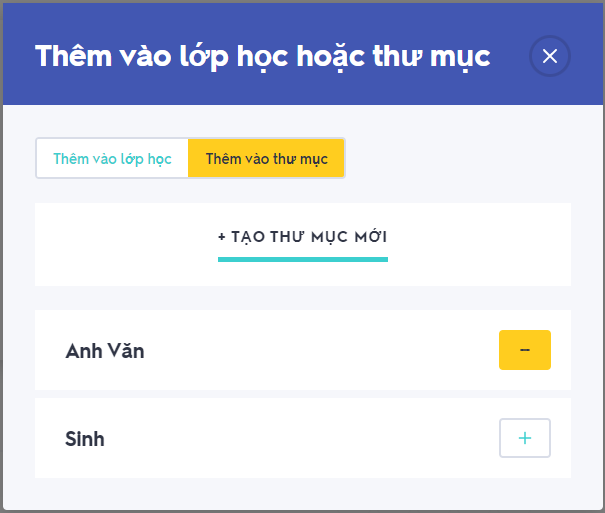 Thêm vào lớp học hoặc thư mục
Thêm vào lớp học Thêm vào thư mục
+ TẠO THƯ MỤC MỚI
Anh Văn −
Sinh +